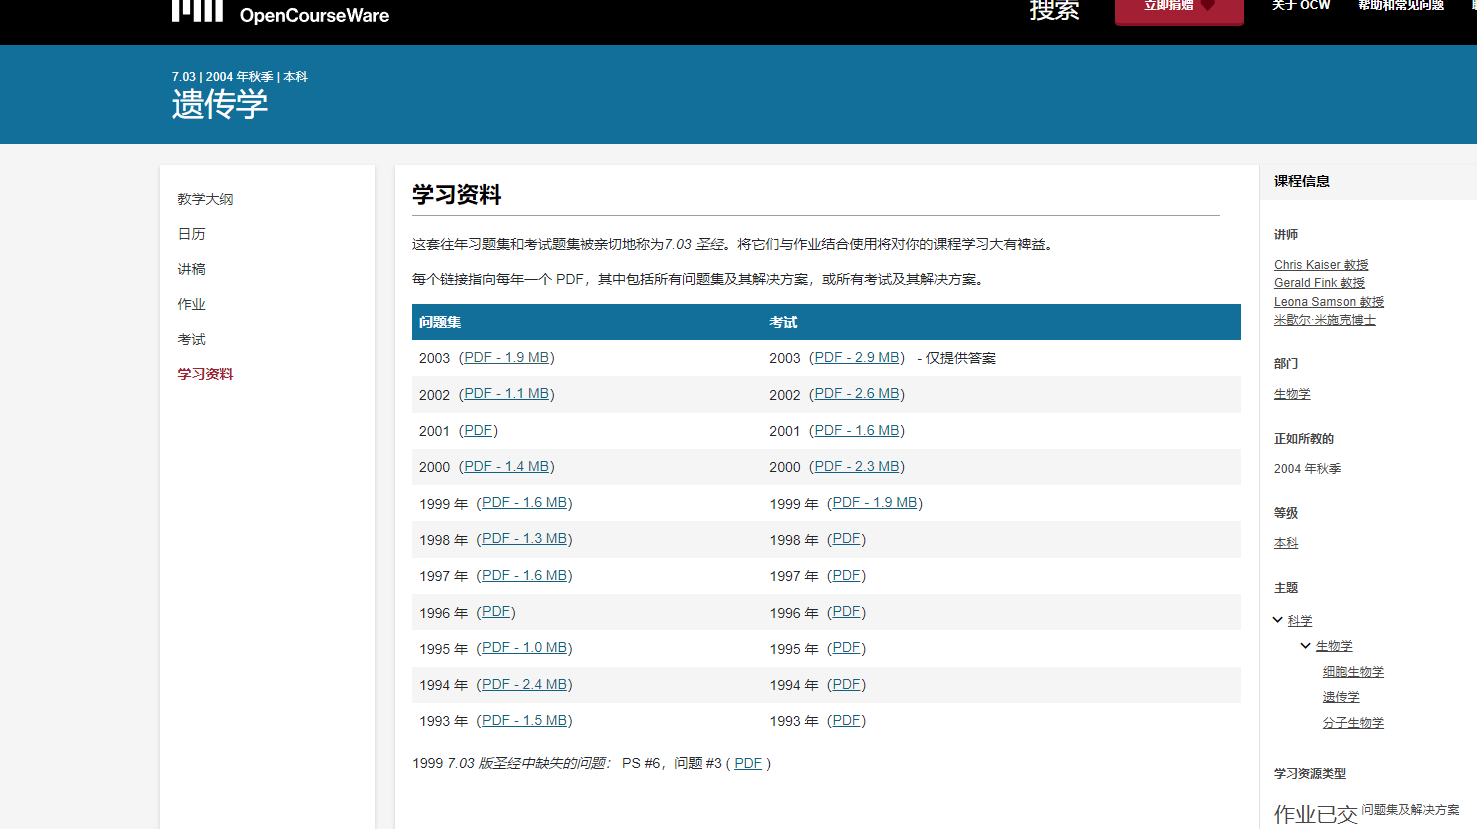 OpenCourseWare
搜索
立即捐赠
关于 OCW
帮助和常见问题
7.03 | 2004 年秋季 | 本科
遗传学
教学大纲
日历
讲稿
作业
考试
学习资料
学习资料
这套往年习题集和考试题集被亲切地称为7.03 圣经。将它们与作业结合使用将对你的课程学习大有裨益。
每个链接指向每年一个 PDF，其中包括所有问题集及其解决方案，或所有考试及其解决方案。
问题集 考试
2003（PDF - 1.9 MB） 2003（PDF - 2.9 MB） - 仅提供答案
2002（PDF - 1.1 MB） 2002（PDF - 2.6 MB）
2001（PDF） 2001（PDF - 1.6 MB）
2000（PDF - 1.4 MB） 2000（PDF - 2.3 MB）
1999 年（PDF - 1.6 MB） 1999 年（PDF - 1.9 MB）
1998 年（PDF - 1.3 MB） 1998 年（PDF）
1997 年（PDF - 1.6 MB） 1997 年（PDF）
1996 年（PDF） 1996 年（PDF）
1995 年（PDF - 1.0 MB） 1995 年（PDF）
1994 年（PDF - 2.4 MB） 1994 年（PDF）
1993 年（PDF - 1.5 MB） 1993 年（PDF）
1999 7.03 版圣经中缺失的问题： PS #6，问题 #3 ( PDF )
课程信息
讲师
Chris Kaiser 教授
Gerald Fink 教授
Leona Samson 教授
米歇尔·米施克博士
部门
生物学
正如所教的
2004 年秋季
等级
本科
主题
科学
生物学
细胞生物学
遗传学
分子生物学
学习资源类型
作业已交 问题集及解决方案